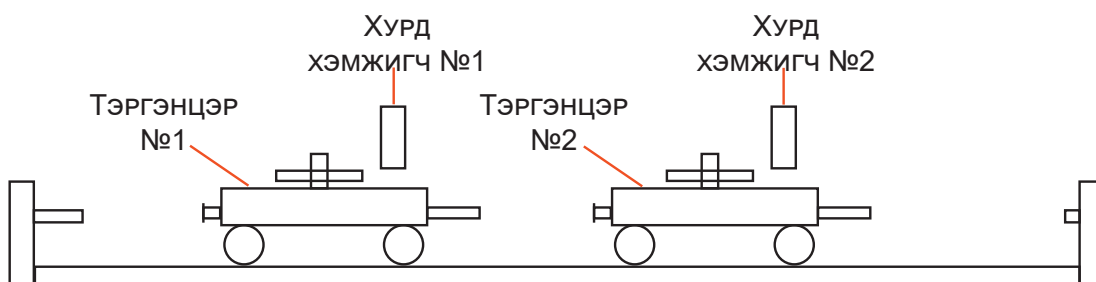 Хурд
хэмжигч №1
Хурд
хэмжигч №2
Тэргэнцэр
№1
Тэргэнцэр
№2